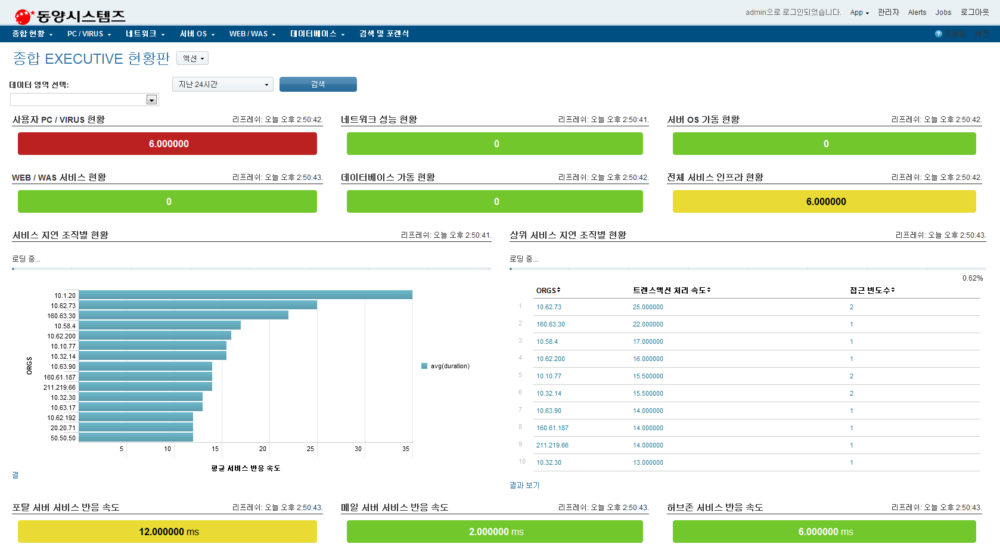 동양시스템즈
admin으로 로그인되었습니다. App 관리자 Alerts Jobs 로그아웃
종합 현황 PC / VIRUS 네트워크 서버 OS WEB / WAS 데이터베이스 검색 및 포렌식
종합 EXECUTIVE 현황판 액션
데이터 영역 선택: 지난 24시간 검색
사용자 PC / VIRUS 현황 리프레쉬: 오늘 오후 2:50:42.
6.000000
네트워크 성능 현황 리프레쉬: 오늘 오후 2:50:41.
0
서버 OS 가동 현황 리프레쉬: 오늘 오후 2:50:42.
0
WEB / WAS 서비스 현황 리프레쉬: 오늘 오후 2:50:43.
0
데이터베이스 가동 현황 리프레쉬: 오늘 오후 2:50:42.
0
전체 서비스 인프라 현황 리프레쉬: 오늘 오후 2:50:42.
6.000000
서비스 지연 조직별 현황 리프레쉬: 오늘 오후 2:50:41.
로딩 중...
ORGS
10.1.20
10.62.73
160.63.30
10.58.4
10.62.200
10.10.77
10.32.14
10.63.90
160.61.187
211.219.66
10.32.30
10.63.17
10.62.192
20.20.71
50.50.50
5 10 15 20 25 30 35
평균 서비스 반응 속도
avg(duration)
결
상위 서비스 지연 조직별 현황 리프레쉬: 오늘 오후 2:50:43.
로딩 중...
0.62%
ORGS 트렌스액션 처리 속도 접근 빈도수
1 10.62.73 25.000000 2
2 160.63.30 22.000000 1
3 10.58.4 17.000000 1
4 10.62.200 16.000000 1
5 10.10.77 15.500000 2
6 10.32.14 15.500000 2
7 10.63.90 14.000000 1
8 160.61.187 14.000000 1
9 211.219.66 14.000000 1
10 10.32.30 13.000000 1
결과 보기
포탈 서버 서비스 반응 속도 리프레쉬: 오늘 오후 2:50:43.
12.000000 ms
메일 서버 서비스 반응 속도 리프레쉬: 오늘 오후 2:50:43.
2.000000 ms
허브존 서비스 반응 속도 리프레쉬: 오늘 오후 2:50:43.
6.000000 ms